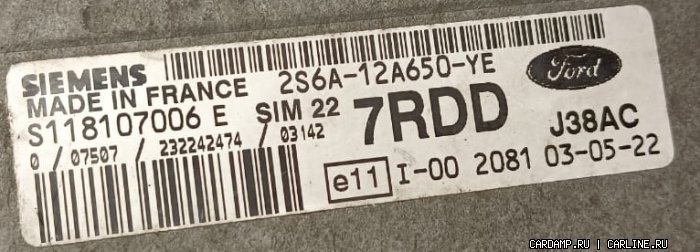 SIEMENS
MADE IN FRANCE
2S6A-12A650-YE
Ford
S118107006 E
SIM 22
7RDD
J38AC
0 / 07507 / 232242474 / 03142
e11
I-00 2081 03-05-22
CARDAMP.RU | CARLINE.RU